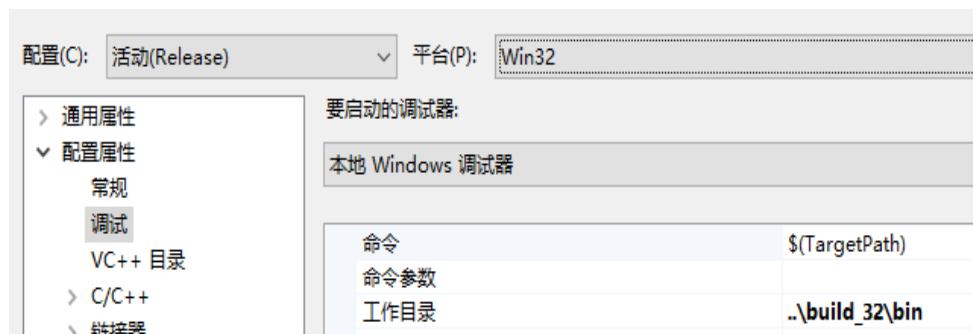 配置(C): 活动(Release) 平台(P): Win32
通用属性
配置属性
常规
调试
VC++ 目录
C/C++
链接器
要启动的调试器:
本地 Windows 调试器
命令 $(TargetPath)
命令参数
工作目录 ..\build_32\bin